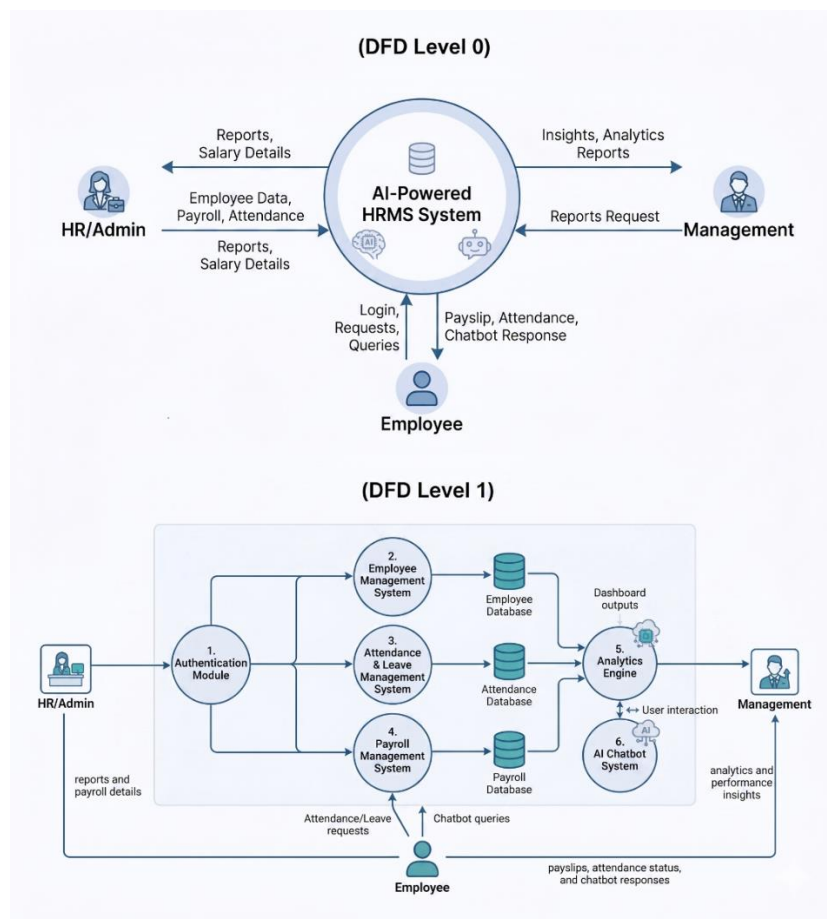 (DFD Level 0)
Reports,
Salary Details
Insights, Analytics
Reports
AI-Powered
HRMS System
AI
HR/Admin
Employee Data,
Payroll, Attendance
Reports,
Salary Details
Reports Request
Management
Login,
Requests,
Queries
Payslip, Attendance,
Chatbot Response
Employee
(DFD Level 1)
2.
Employee
Management
System
Employee
Database
Dashboard
outputs
1.
Authentication
Module
3.
Attendance
& Leave
Management
System
Attendance
Database
5.
Analytics
Engine
HR/Admin
Management
User interaction
4.
Payroll
Management
System
Payroll
Database
AI
6.
AI Chatbot
System
reports and
payroll details
analytics and
performance
insights
Attendance/Leave
requests
Chatbot queries
Employee
payslips, attendance status,
and chatbot responses